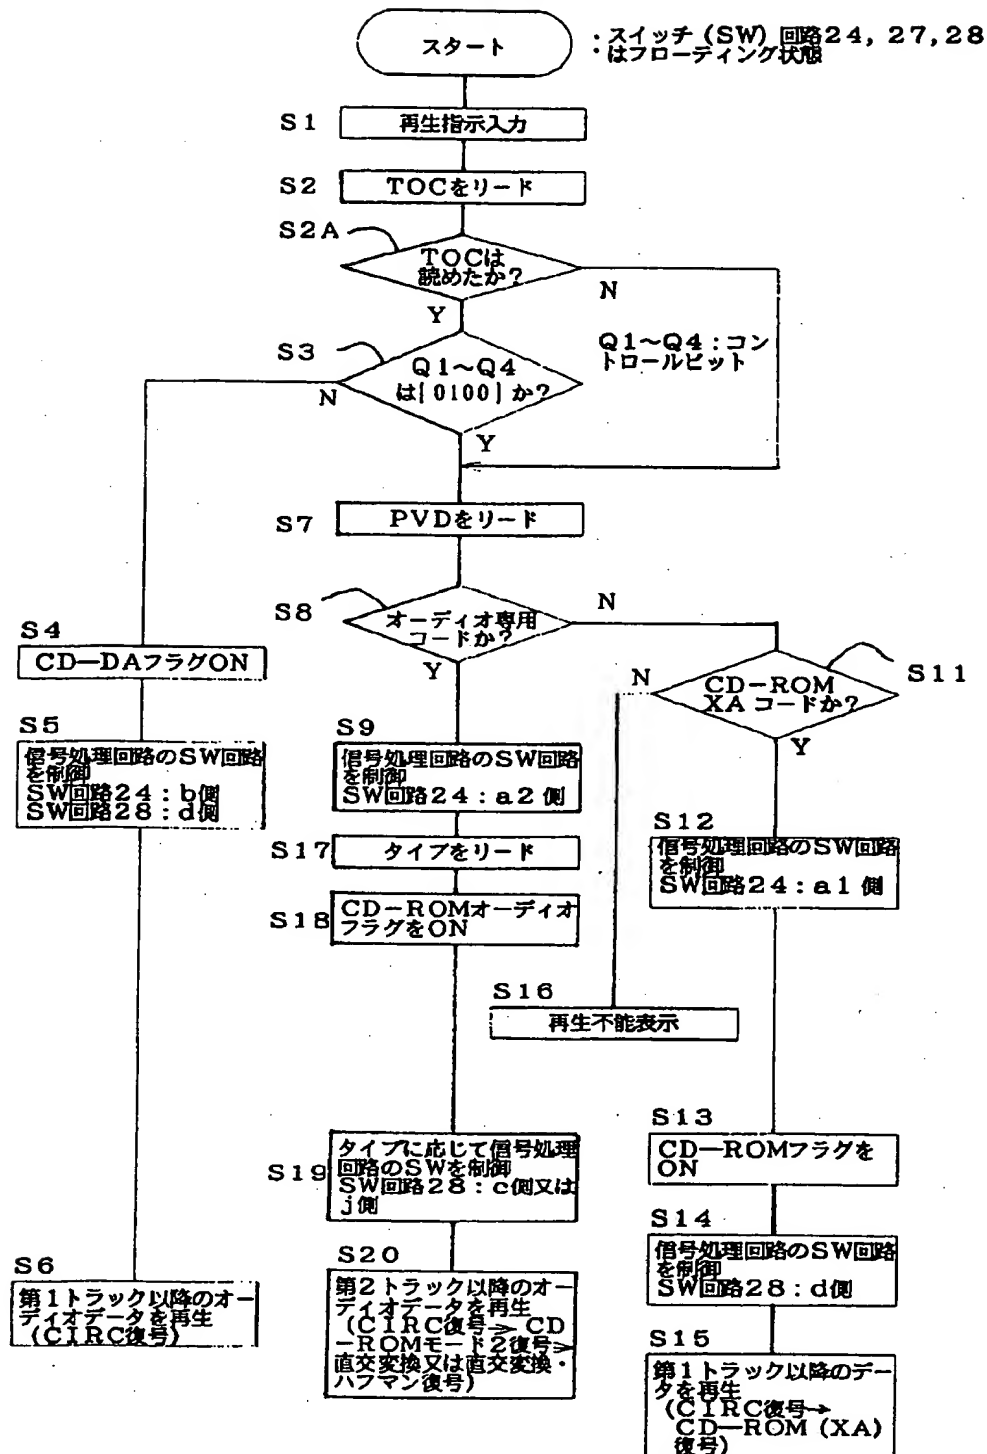 スタート
:スイッチ(SW)回路24,27,28
はフローティング状態
S1
再生指示入力
S2
TOCをリード
S2A
TOCは
読めたか?
N
Y
Q1〜Q4:コン
トロールビット
S3
Q1〜Q4
は{0100}か?
N
Y
S7
PVDをリード
S8
オーディオ専用
コードか?
N
Y
S4
CD―DAフラグON
S11
CD-ROM
XAコードか?
N
Y
S5
信号処理回路のSW回路
を制御
SW回路24:b側
SW回路28:d側
S9
信号処理回路のSW回路
を制御
SW回路24:a2側
S12
信号処理回路のSW回路
を制御
SW回路24:a1側
S17
タイプをリード
S18
CD-ROMオーディオ
フラグをON
S16
再生不能表示
S13
CD―ROMフラグを
ON
S19
タイプに応じて信号処理
回路のSWを制御
SW回路28:c側又は
j側
S14
信号処理回路のSW回路
を制御
SW回路28:d側
S6
第1トラック以降のオー
ディオデータを再生
(CIRC復号)
S20
第2トラック以降のオー
ディオデータを再生
(CIRC復号→CD
-ROMモード2復号→
直交変換又は直交変換・
ハフマン復号)
S15
第1トラック以降のデー
タを再生
(CIRC復号→
CD―ROM(XA)
復号)